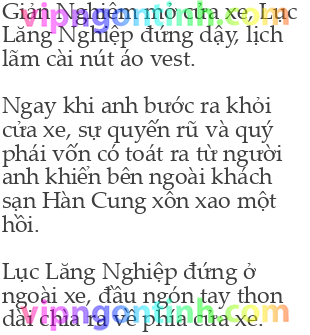 Giản Nghiêm mở cửa xe, Lục
Lăng Nghiệp đứng dậy, lịch
lãm cài nút áo vest.
Ngay khi anh bước ra khỏi
cửa xe, sự quyến rũ và quý
phái vốn có toát ra từ người
anh khiến bên ngoài khách
sạn Hàn Cung xôn xao một
hồi.
Lục Lăng Nghiệp đứng ở
ngoài xe, đầu ngón tay thon
dài chìa ra về phía cửa xe.
vipngontinh.com
vipngontinh.com